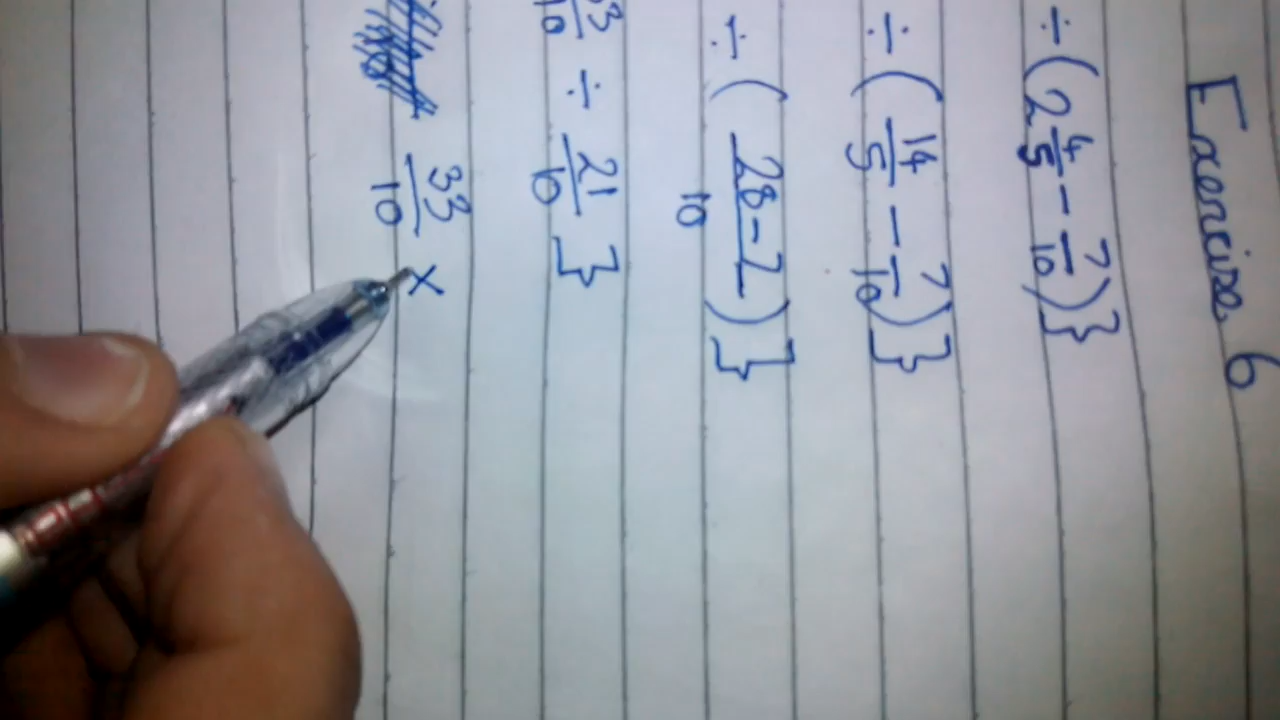 Exercise 6
÷ (2 4/5 - 7/10)}
÷ (14/5 - 7/10)}
÷ (28-7/10)}
33/10 ÷ 21/10}
33/10 ×